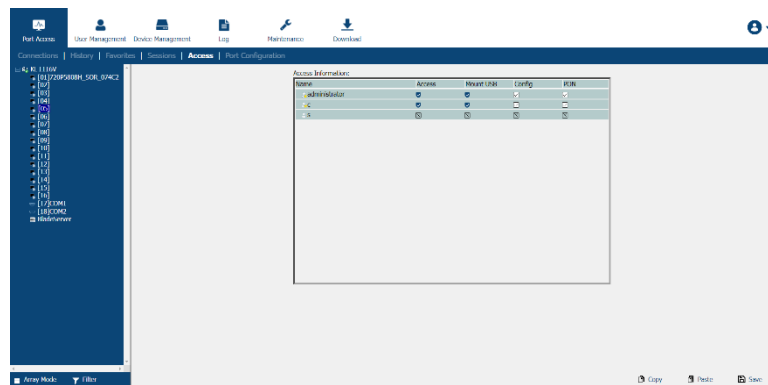 Port Access User Management Device Management Log Maintenance Download
Connections | History | Favorites | Sessions | Access | Port Configuration
KL1116V
[01]720P5808H_SOR_074C2
[02]
[03]
[04]
[05]
[06]
[07]
[08]
[09]
[10]
[11]
[12]
[13]
[14]
[15]
[16]
[17]COM1
[18]COM2
BladeServer
Access Information:
Name Access Mount USB Config PON
administrator
c
s
Array Mode Filter
Copy Paste Save